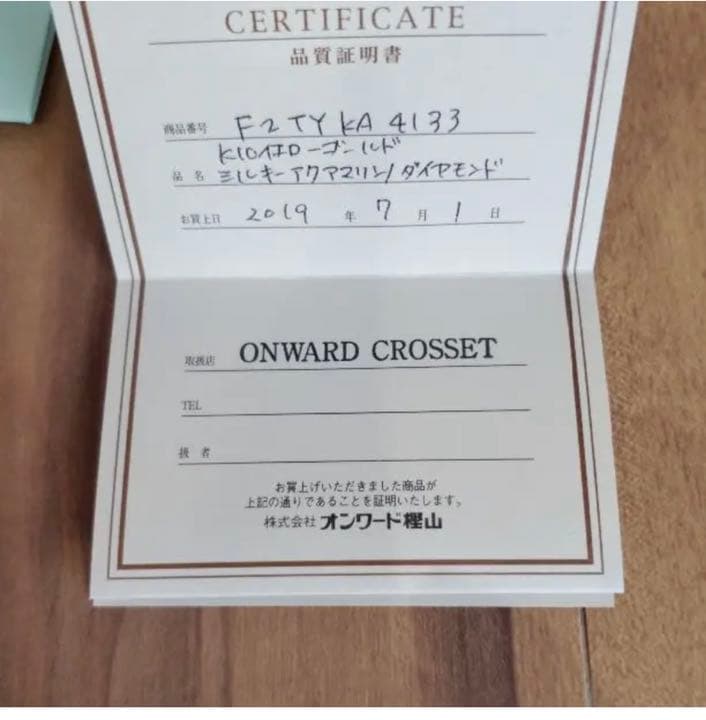 CERTIFICATE
品質証明書
商品番号 F2TYKA4133
K10イエローゴールド
品名 ミルキーアクアマリン/ダイヤモンド
お買上日 2019 年 7 月 1 日
取扱店 ONWARD CROSSET
TEL
扱者
お買上げいただきました商品が
上記の通りであることを証明いたします。
株式会社 オンワード樫山